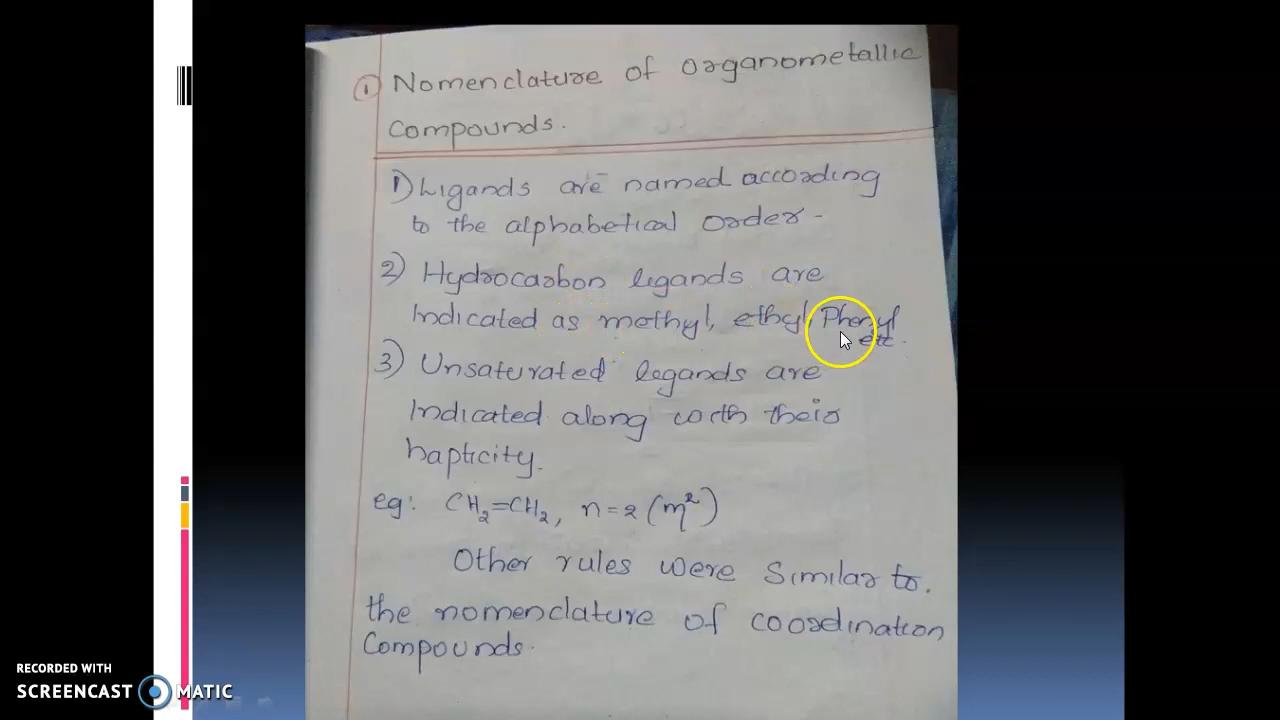 ① Nomenclature of organometallic
compounds.
1) Ligands are named according
to the alphabetical order -
2) Hydrocarbon ligands are
Indicated as methyl, ethyl, Phenyl
etc.
3) Unsaturated ligands are
Indicated along with their
hapticity.
eg: CH₂=CH₂, n=2 (η²)
Other rules were similar to.
the nomenclature of coordination
compounds.
RECORDED WITH
SCREENCAST MATIC